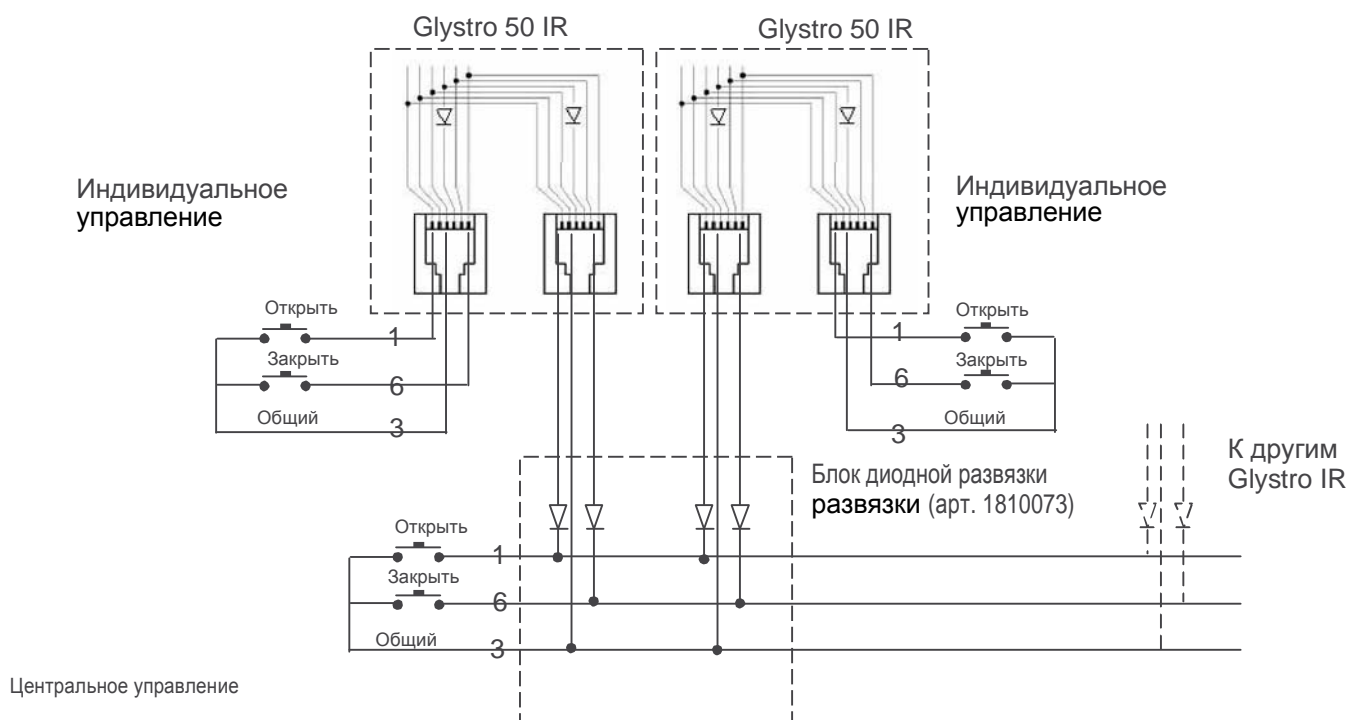 Glystro 50 IR
Glystro 50 IR
Индивидуальное
управление
Индивидуальное
управление
Открыть
1
Закрыть
6
Общий
3
Открыть
1
Закрыть
6
Общий
3
К другим
Glystro IR
Блок диодной развязки
развязки (арт. 1810073)
Открыть
1
Закрыть
6
Общий
3
Центральное управление